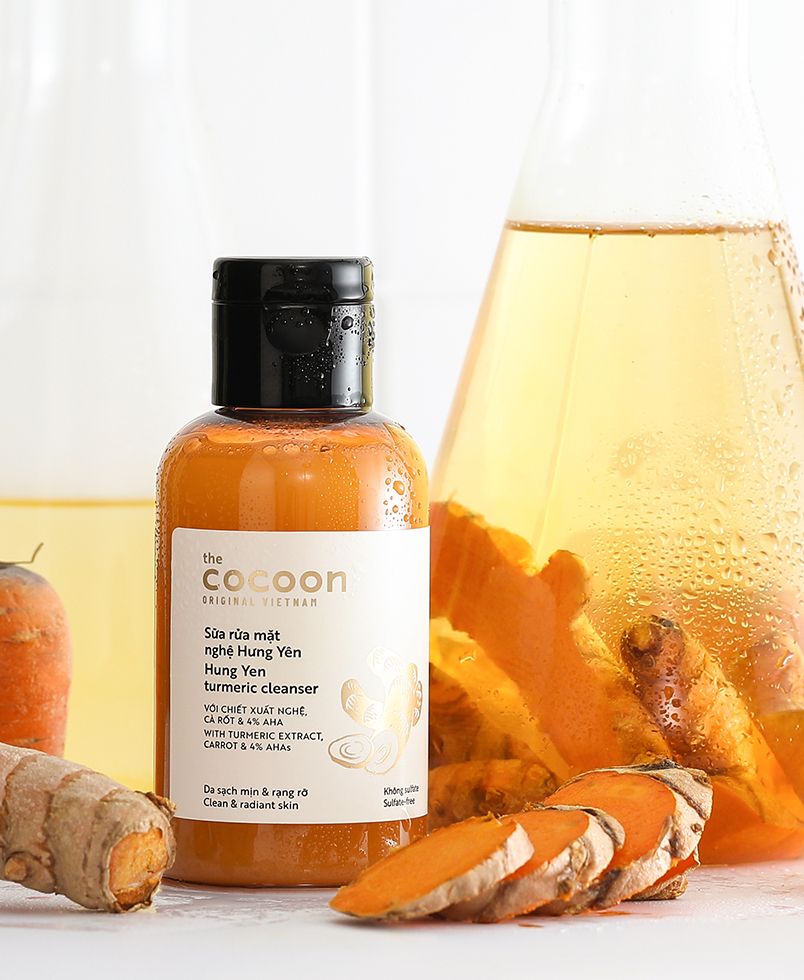 the
cocoon
ORIGINAL VIETNAM
Sữa rửa mặt
nghệ Hưng Yên
Hung Yen
turmeric cleanser
VỚI CHIẾT XUẤT NGHỆ,
CÀ RỐT & 4% AHA
WITH TURMERIC EXTRACT,
CARROT & 4% AHAs
Da sạch mịn & rạng rỡ
Clean & radiant skin
Không sulfate
Sulfate-free